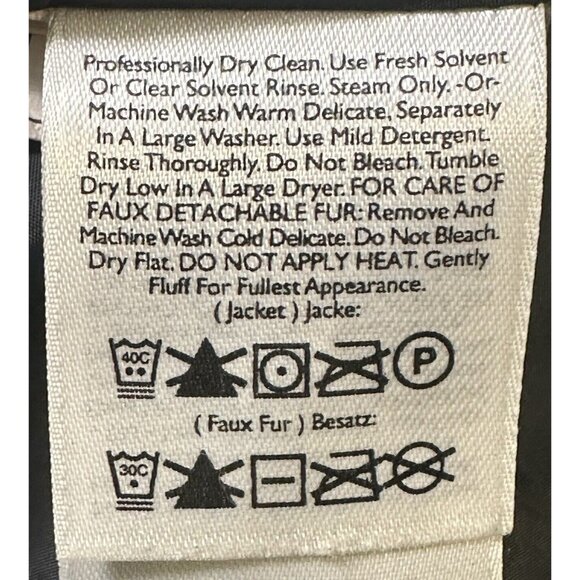 Professionally Dry Clean. Use Fresh Solvent
Or Clear Solvent Rinse. Steam Only. -Or-
Machine Wash Warm Delicate, Separately
In A Large Washer. Use Mild Detergent.
Rinse Thoroughly. Do Not Bleach. Tumble
Dry Low In A Large Dryer. FOR CARE OF
FAUX DETACHABLE FUR: Remove And
Machine Wash Cold Delicate. Do Not Bleach.
Dry Flat. DO NOT APPLY HEAT. Gently
Fluff For Fullest Appearance.
( Jacket ) Jacke:
40C P
( Faux Fur ) Besatz:
30C